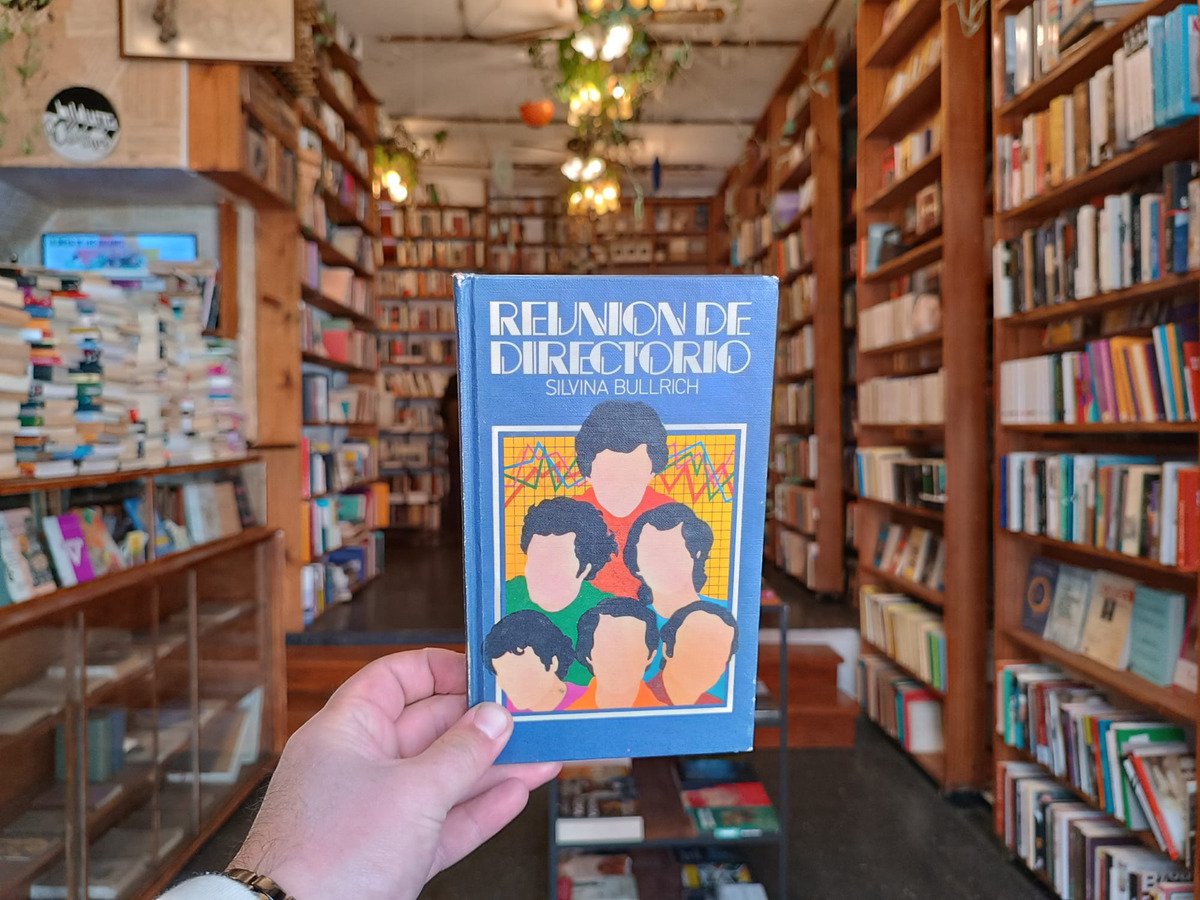 REUNION DE
DIRECTORIO
SILVINA BULLRICH